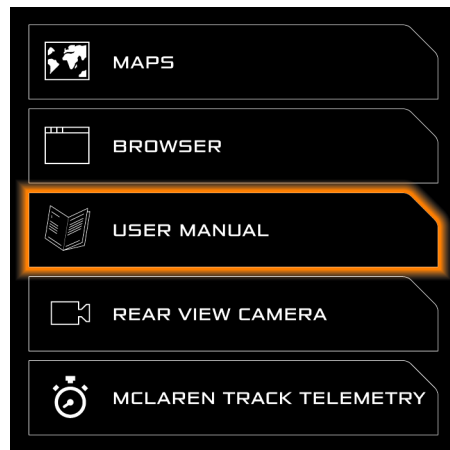 MAPS
BROWSER
USER MANUAL
REAR VIEW CAMERA
MCLAREN TRACK TELEMETRY